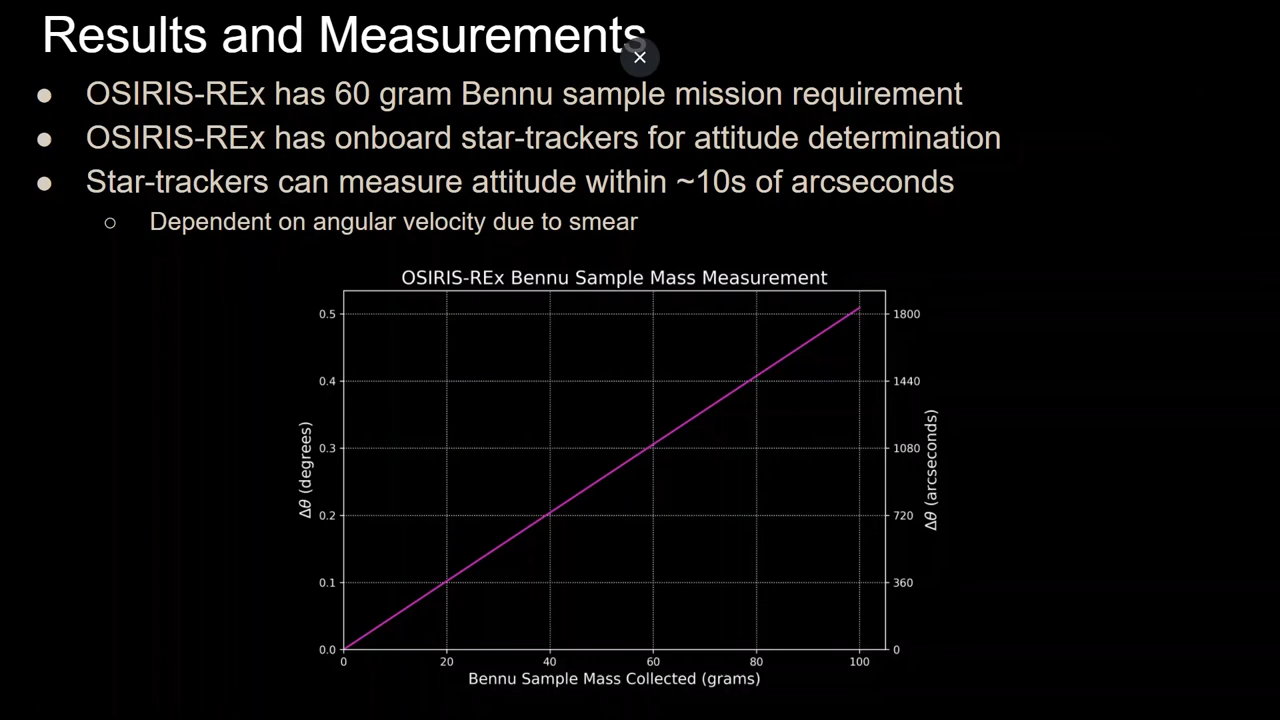 Results and Measurements
×
● OSIRIS-REx has 60 gram Bennu sample mission requirement
● OSIRIS-REx has onboard star-trackers for attitude determination
● Star-trackers can measure attitude within ~10s of arcseconds
○ Dependent on angular velocity due to smear
OSIRIS-REx Bennu Sample Mass Measurement
0.5
0.4
0.3
0.2
0.1
0.0
Δθ (degrees)
1800
1440
1080
720
360
0
Δθ (arcseconds)
0 20 40 60 80 100
Bennu Sample Mass Collected (grams)